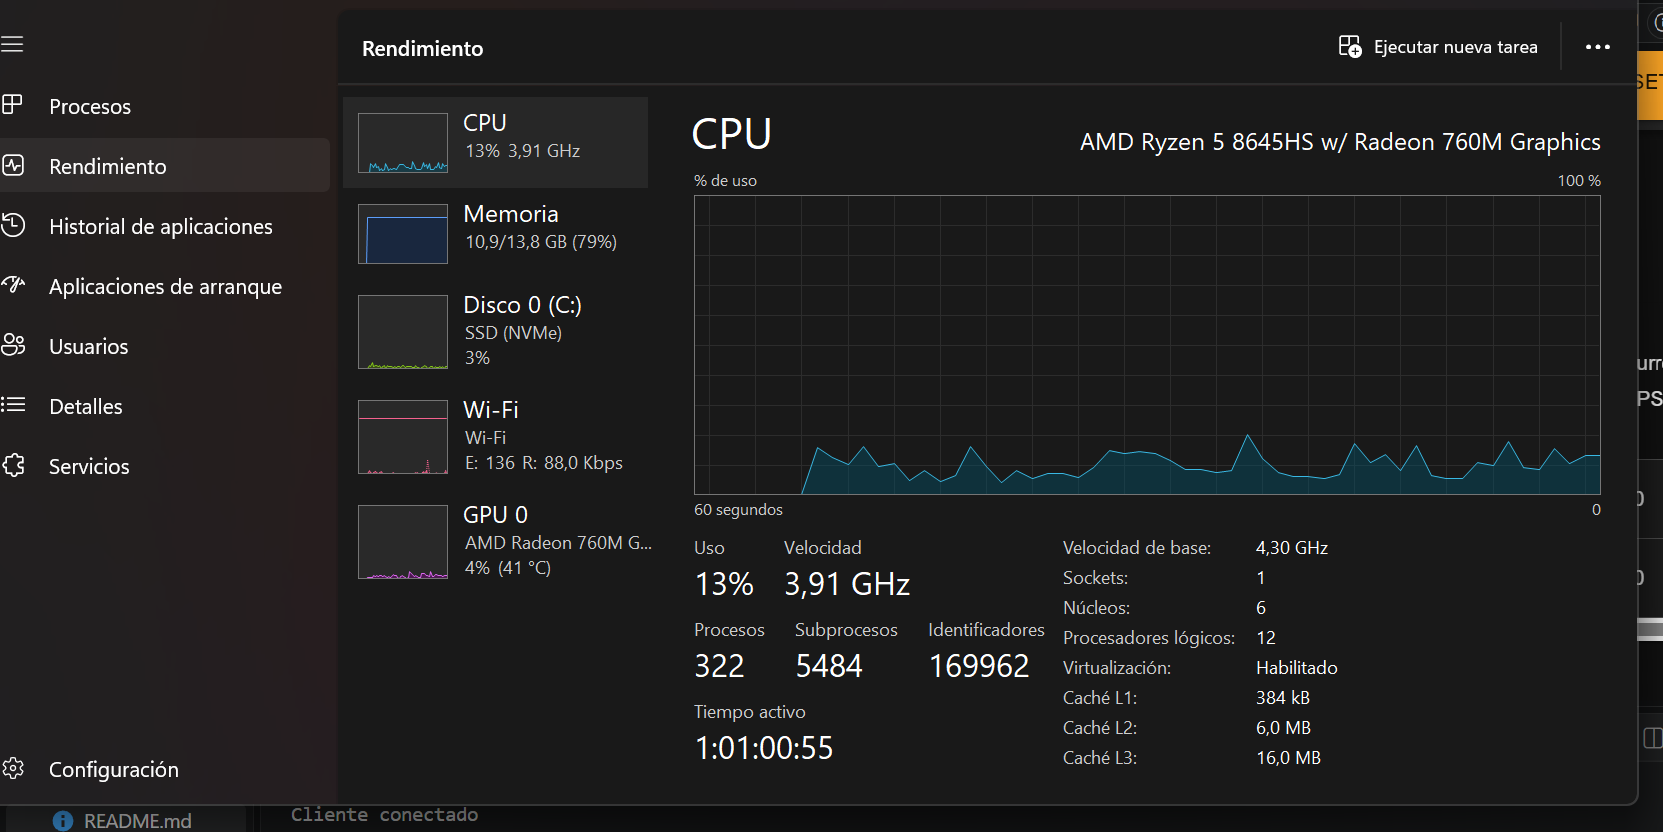 Rendimiento
Ejecutar nueva tarea
Procesos
Rendimiento
Historial de aplicaciones
Aplicaciones de arranque
Usuarios
Detalles
Servicios
Configuración
CPU
13% 3,91 GHz
Memoria
10,9/13,8 GB (79%)
Disco 0 (C:)
SSD (NVMe)
3%
Wi-Fi
Wi-Fi
E: 136 R: 88,0 Kbps
GPU 0
AMD Radeon 760M G...
4% (41 °C)
CPU
AMD Ryzen 5 8645HS w/ Radeon 760M Graphics
% de uso
100 %
60 segundos
0
Uso
Velocidad
13%
3,91 GHz
Procesos
Subprocesos
Identificadores
322
5484
169962
Tiempo activo
1:01:00:55
Velocidad de base: 4,30 GHz
Sockets: 1
Núcleos: 6
Procesadores lógicos: 12
Virtualización: Habilitado
Caché L1: 384 kB
Caché L2: 6,0 MB
Caché L3: 16,0 MB
README.md
Cliente conectado